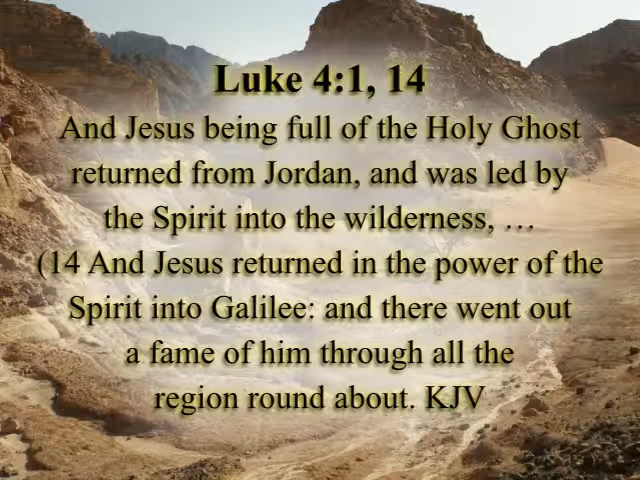 Luke 4:1, 14
And Jesus being full of the Holy Ghost
returned from Jordan, and was led by
the Spirit into the wilderness, …
(14 And Jesus returned in the power of the
Spirit into Galilee: and there went out
a fame of him through all the
region round about. KJV